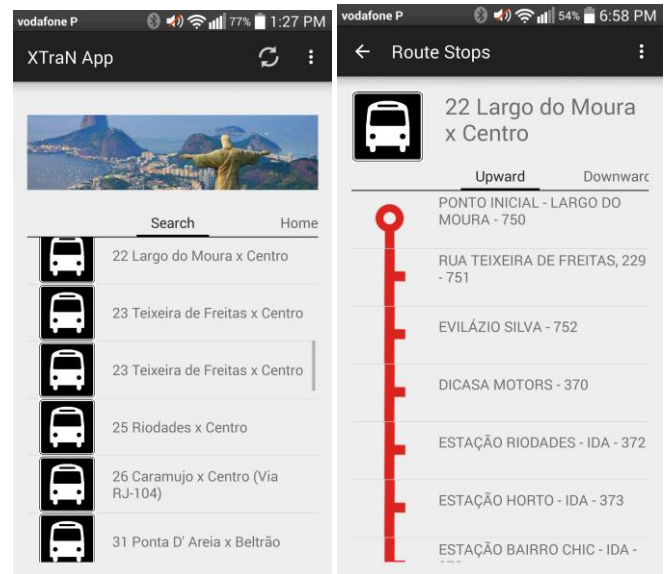 vodafone P 77% 1:27 PM
XTraN App
Search Home
22 Largo do Moura x Centro
23 Teixeira de Freitas x Centro
23 Teixeira de Freitas x Centro
25 Riodades x Centro
26 Caramujo x Centro (Via
RJ-104)
31 Ponta D' Areia x Beltrão
vodafone P 54% 6:58 PM
Route Stops
22 Largo do Moura
x Centro
Upward Downward
PONTO INICIAL - LARGO DO
MOURA - 750
RUA TEIXEIRA DE FREITAS, 229
- 751
EVILÁZIO SILVA - 752
DICASA MOTORS - 370
ESTAÇÃO RIODADES - IDA - 372
ESTAÇÃO HORTO - IDA - 373
ESTAÇÃO BAIRRO CHIC - IDA -